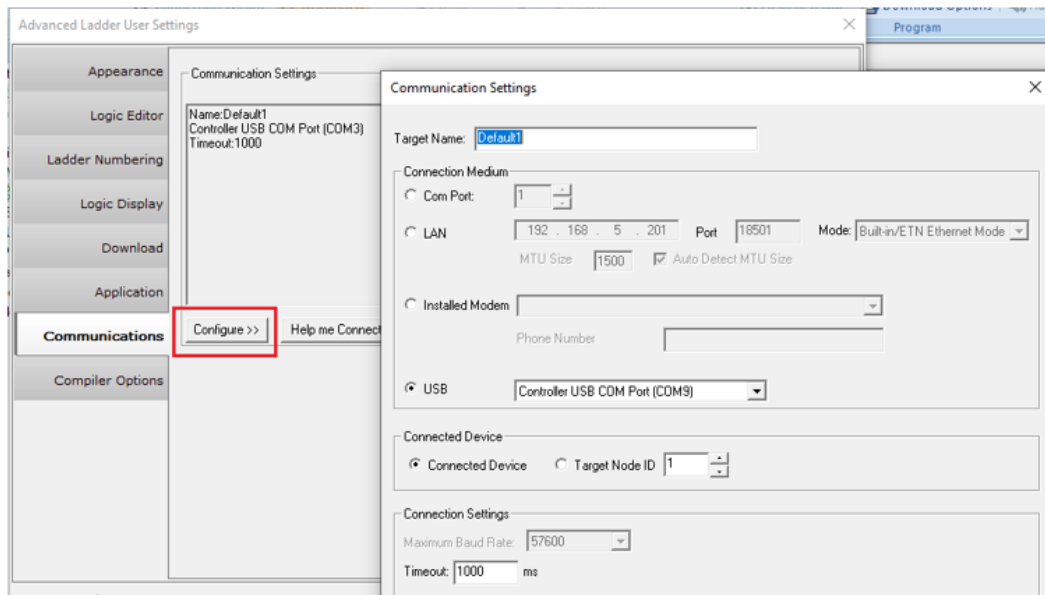 Download Options
Program
Advanced Ladder User Settings
Appearance
Logic Editor
Ladder Numbering
Logic Display
Download
Application
Communications
Compiler Options
Communication Settings
Name:Default1
Controller USB COM Port (COM3)
Timeout:1000
Configure >> Help me Connect
Communication Settings
Target Name: Default1
Connection Medium
Com Port: 1
LAN 192 . 168 . 5 . 201 Port 18501 Mode: Built-in/ETN Ethernet Mode
MTU Size 1500 Auto Detect MTU Size
Installed Modem
Phone Number
USB Controller USB COM Port (COM9)
Connected Device
Connected Device Target Node ID 1
Connection Settings
Maximum Baud Rate: 57600
Timeout: 1000 ms